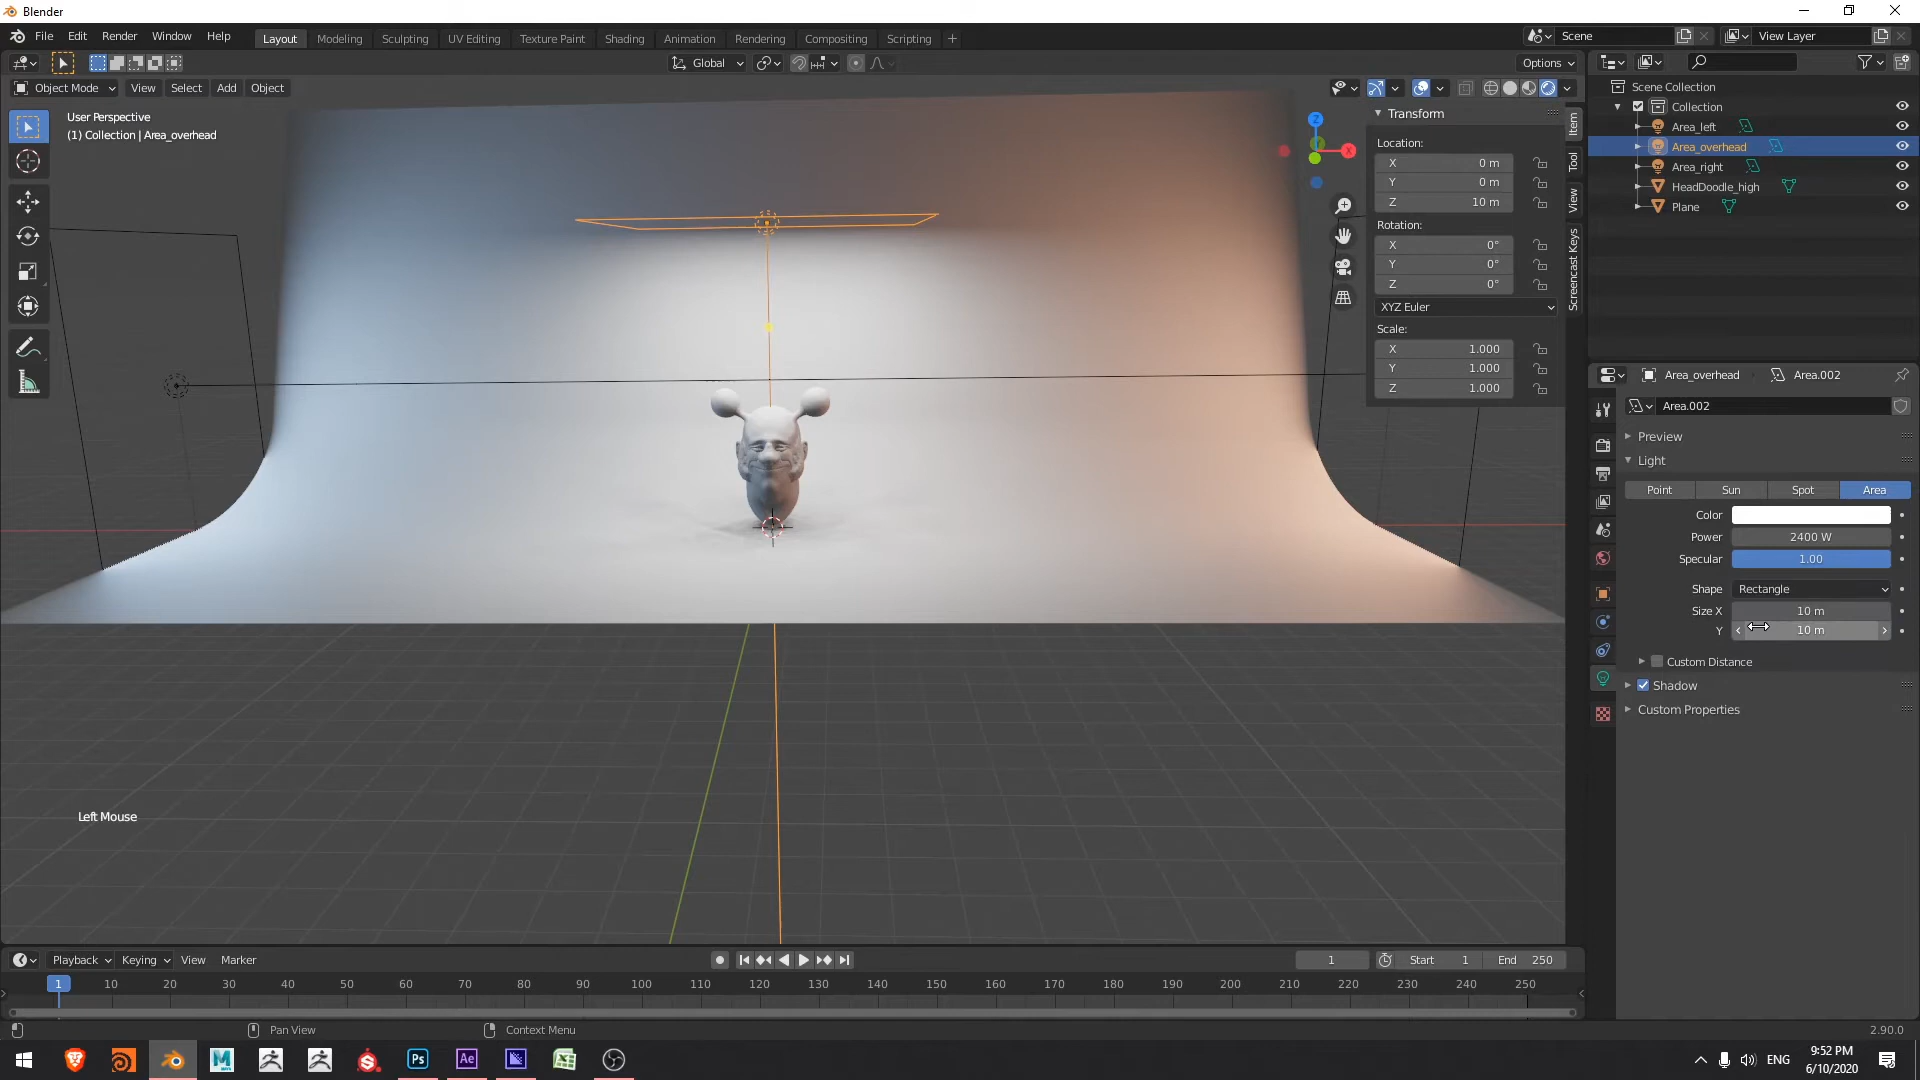 Blender
File Edit Render Window Help
Layout Modeling Sculpting UV Editing Texture Paint Shading Animation Rendering Compositing Scripting +
Scene View Layer
Global Options
Object Mode View Select Add Object
User Perspective
(1) Collection | Area_overhead
Z
X
Transform
Location:
X 0 m
Y 0 m
Z 10 m
Rotation:
X 0°
Y 0°
Z 0°
XYZ Euler
Scale:
X 1.000
Y 1.000
Z 1.000
Item
Tool
View
Screencast Keys
Scene Collection
Collection
Area_left
Area_overhead
Area_right
HeadDoodle_high
Plane
Area_overhead Area.002
Area.002
Preview
Light
Point Sun Spot Area
Color
Power 2400 W
Specular 1.00
Shape Rectangle
Size X 10 m
Y 10 m
Custom Distance
Shadow
Custom Properties
Left Mouse
Playback Keying View Marker
1 Start 1 End 250
1 10 20 30 40 50 60 70 80 90 100 110 120 130 140 150 160 170 180 190 200 210 220 230 240 250
Pan View Context Menu 2.90.0
M
MAYA
S
Ps
Ae
ENG
9:52 PM
6/10/2020